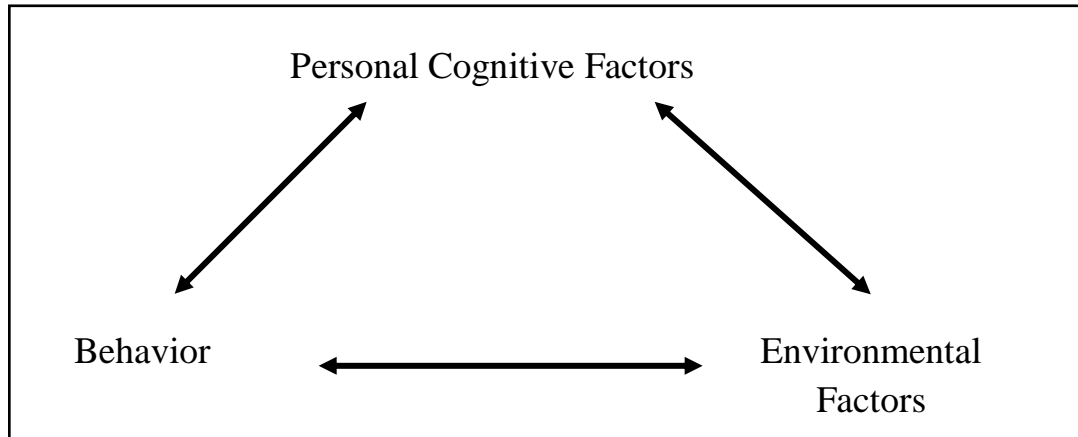 Personal Cognitive Factors
Behavior
Environmental
Factors